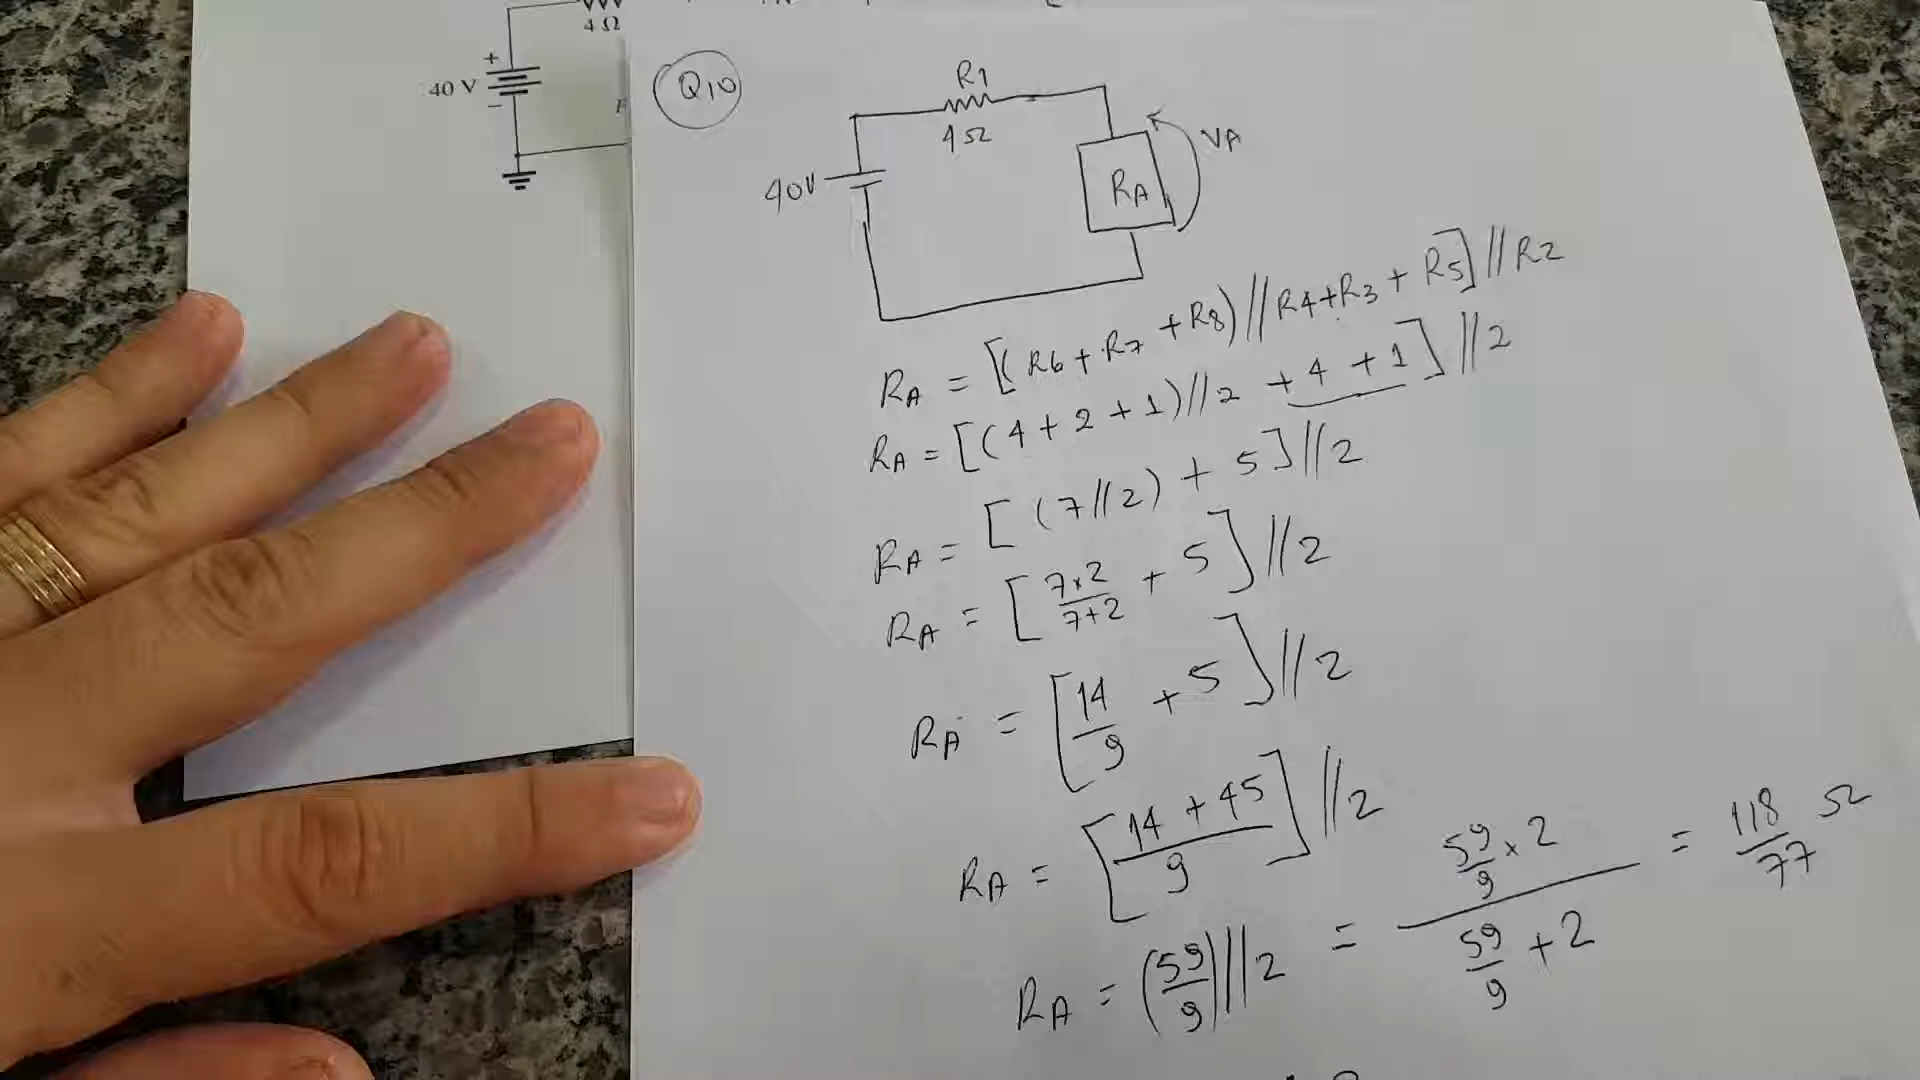 4 Ω
+
40 V
-
Q10
R1
4Ω
40V
RA
VA
RA = [(R6 + R7 + R8) // R4 + R3 + R5] // R2
RA = [(4 + 2 + 1) // 2 + 4 + 1] // 2
RA = [(7 // 2) + 5] // 2
RA = [7x2/7+2 + 5] // 2
RA = [14/9 + 5] // 2
RA = [14 + 45/9] // 2
RA = (59/9) // 2 = 59/9 x 2 / 59/9 + 2 = 118/77 Ω